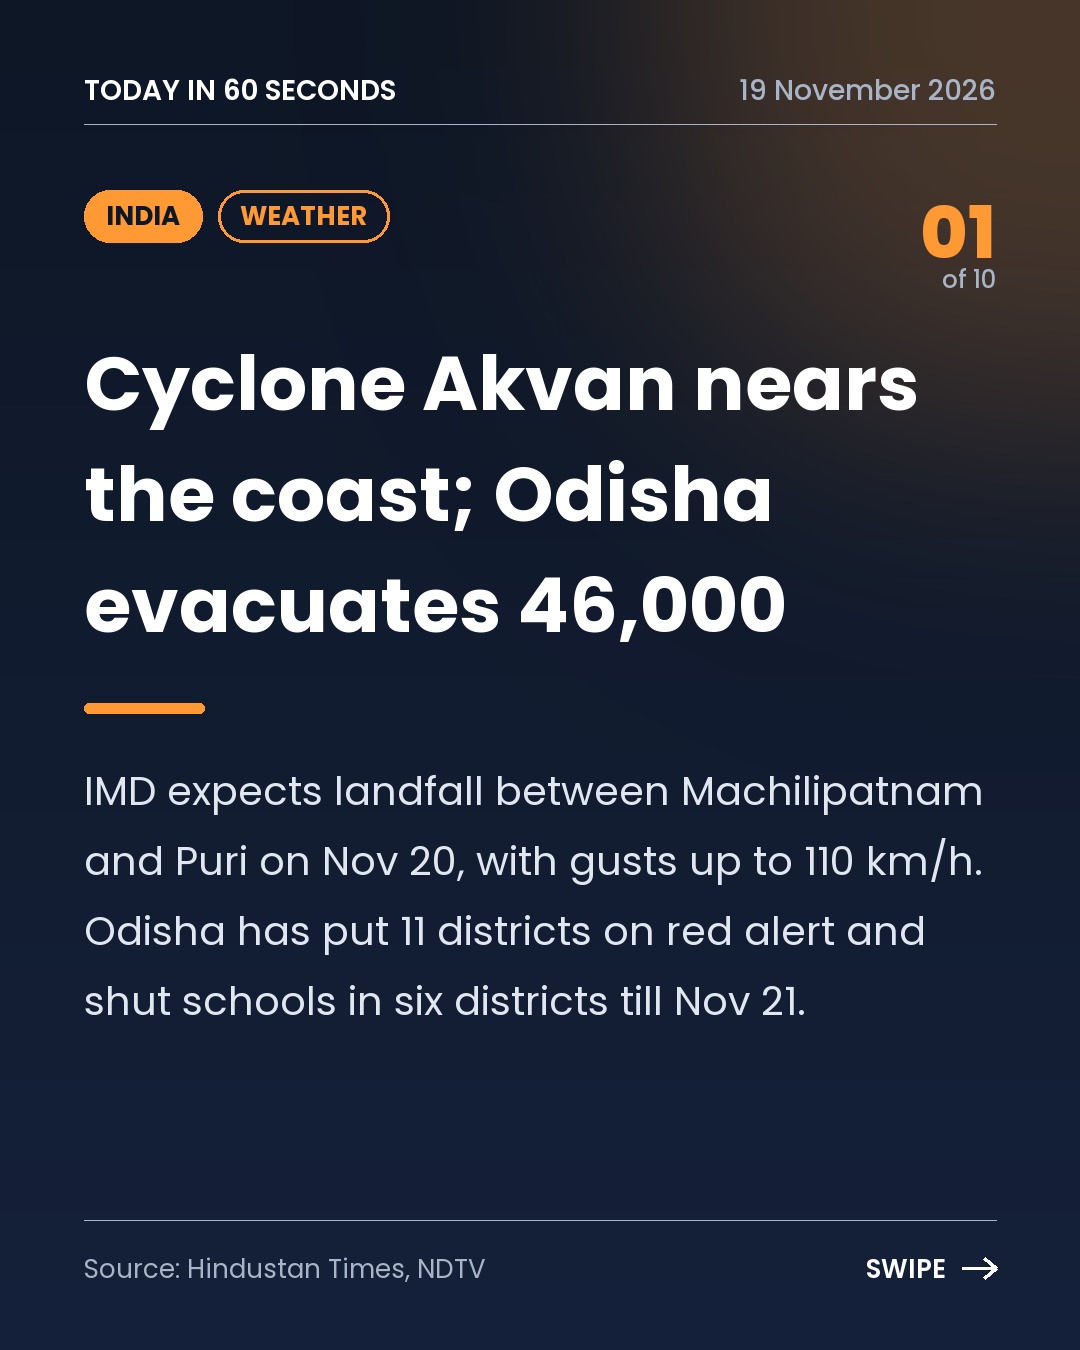 TODAY IN 60 SECONDS
19 November 2026
INDIA
WEATHER
01
of 10
Cyclone Akvan nears
the coast; Odisha
evacuates 46,000
IMD expects landfall between Machilipatnam
and Puri on Nov 20, with gusts up to 110 km/h.
Odisha has put 11 districts on red alert and
shut schools in six districts till Nov 21.
Source: Hindustan Times, NDTV
SWIPE →